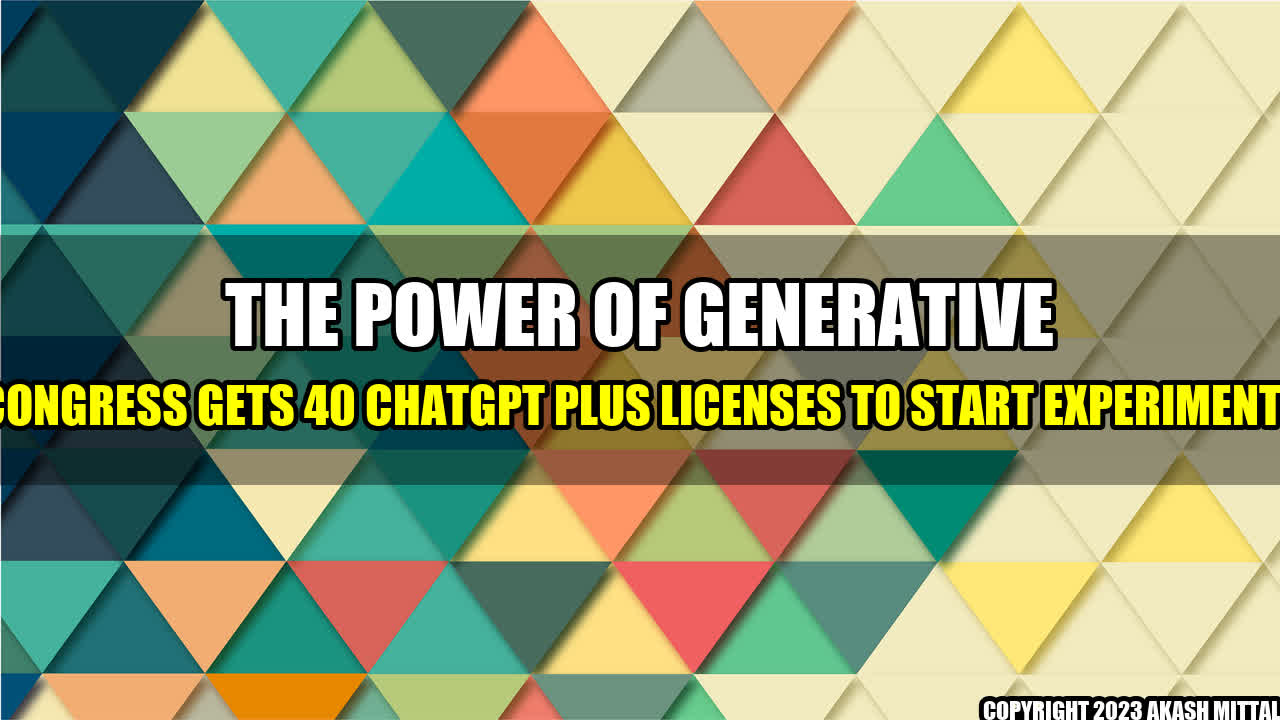 THE POWER OF GENERATIVE
CONGRESS GETS 40 CHATGPT PLUS LICENSES TO START EXPERIMENT
COPYRIGHT 2023 AKASH MITTAL